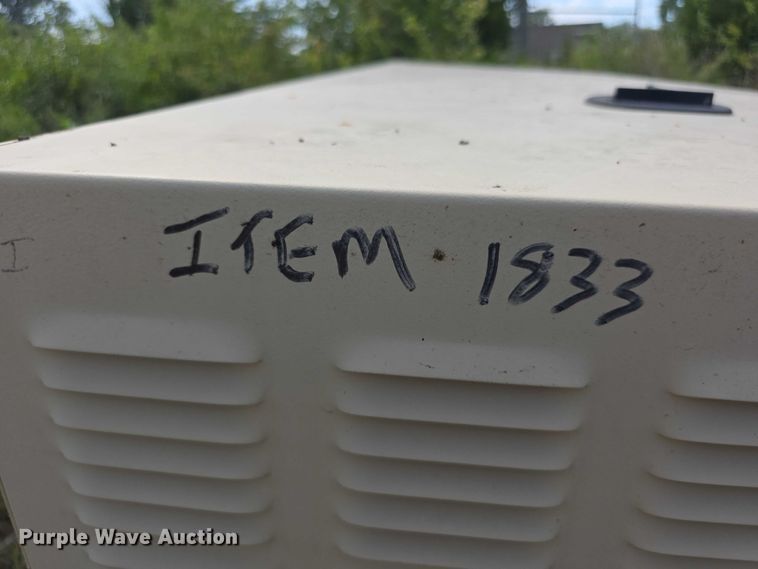 I
ITEM 1833
Purple Wave Auction